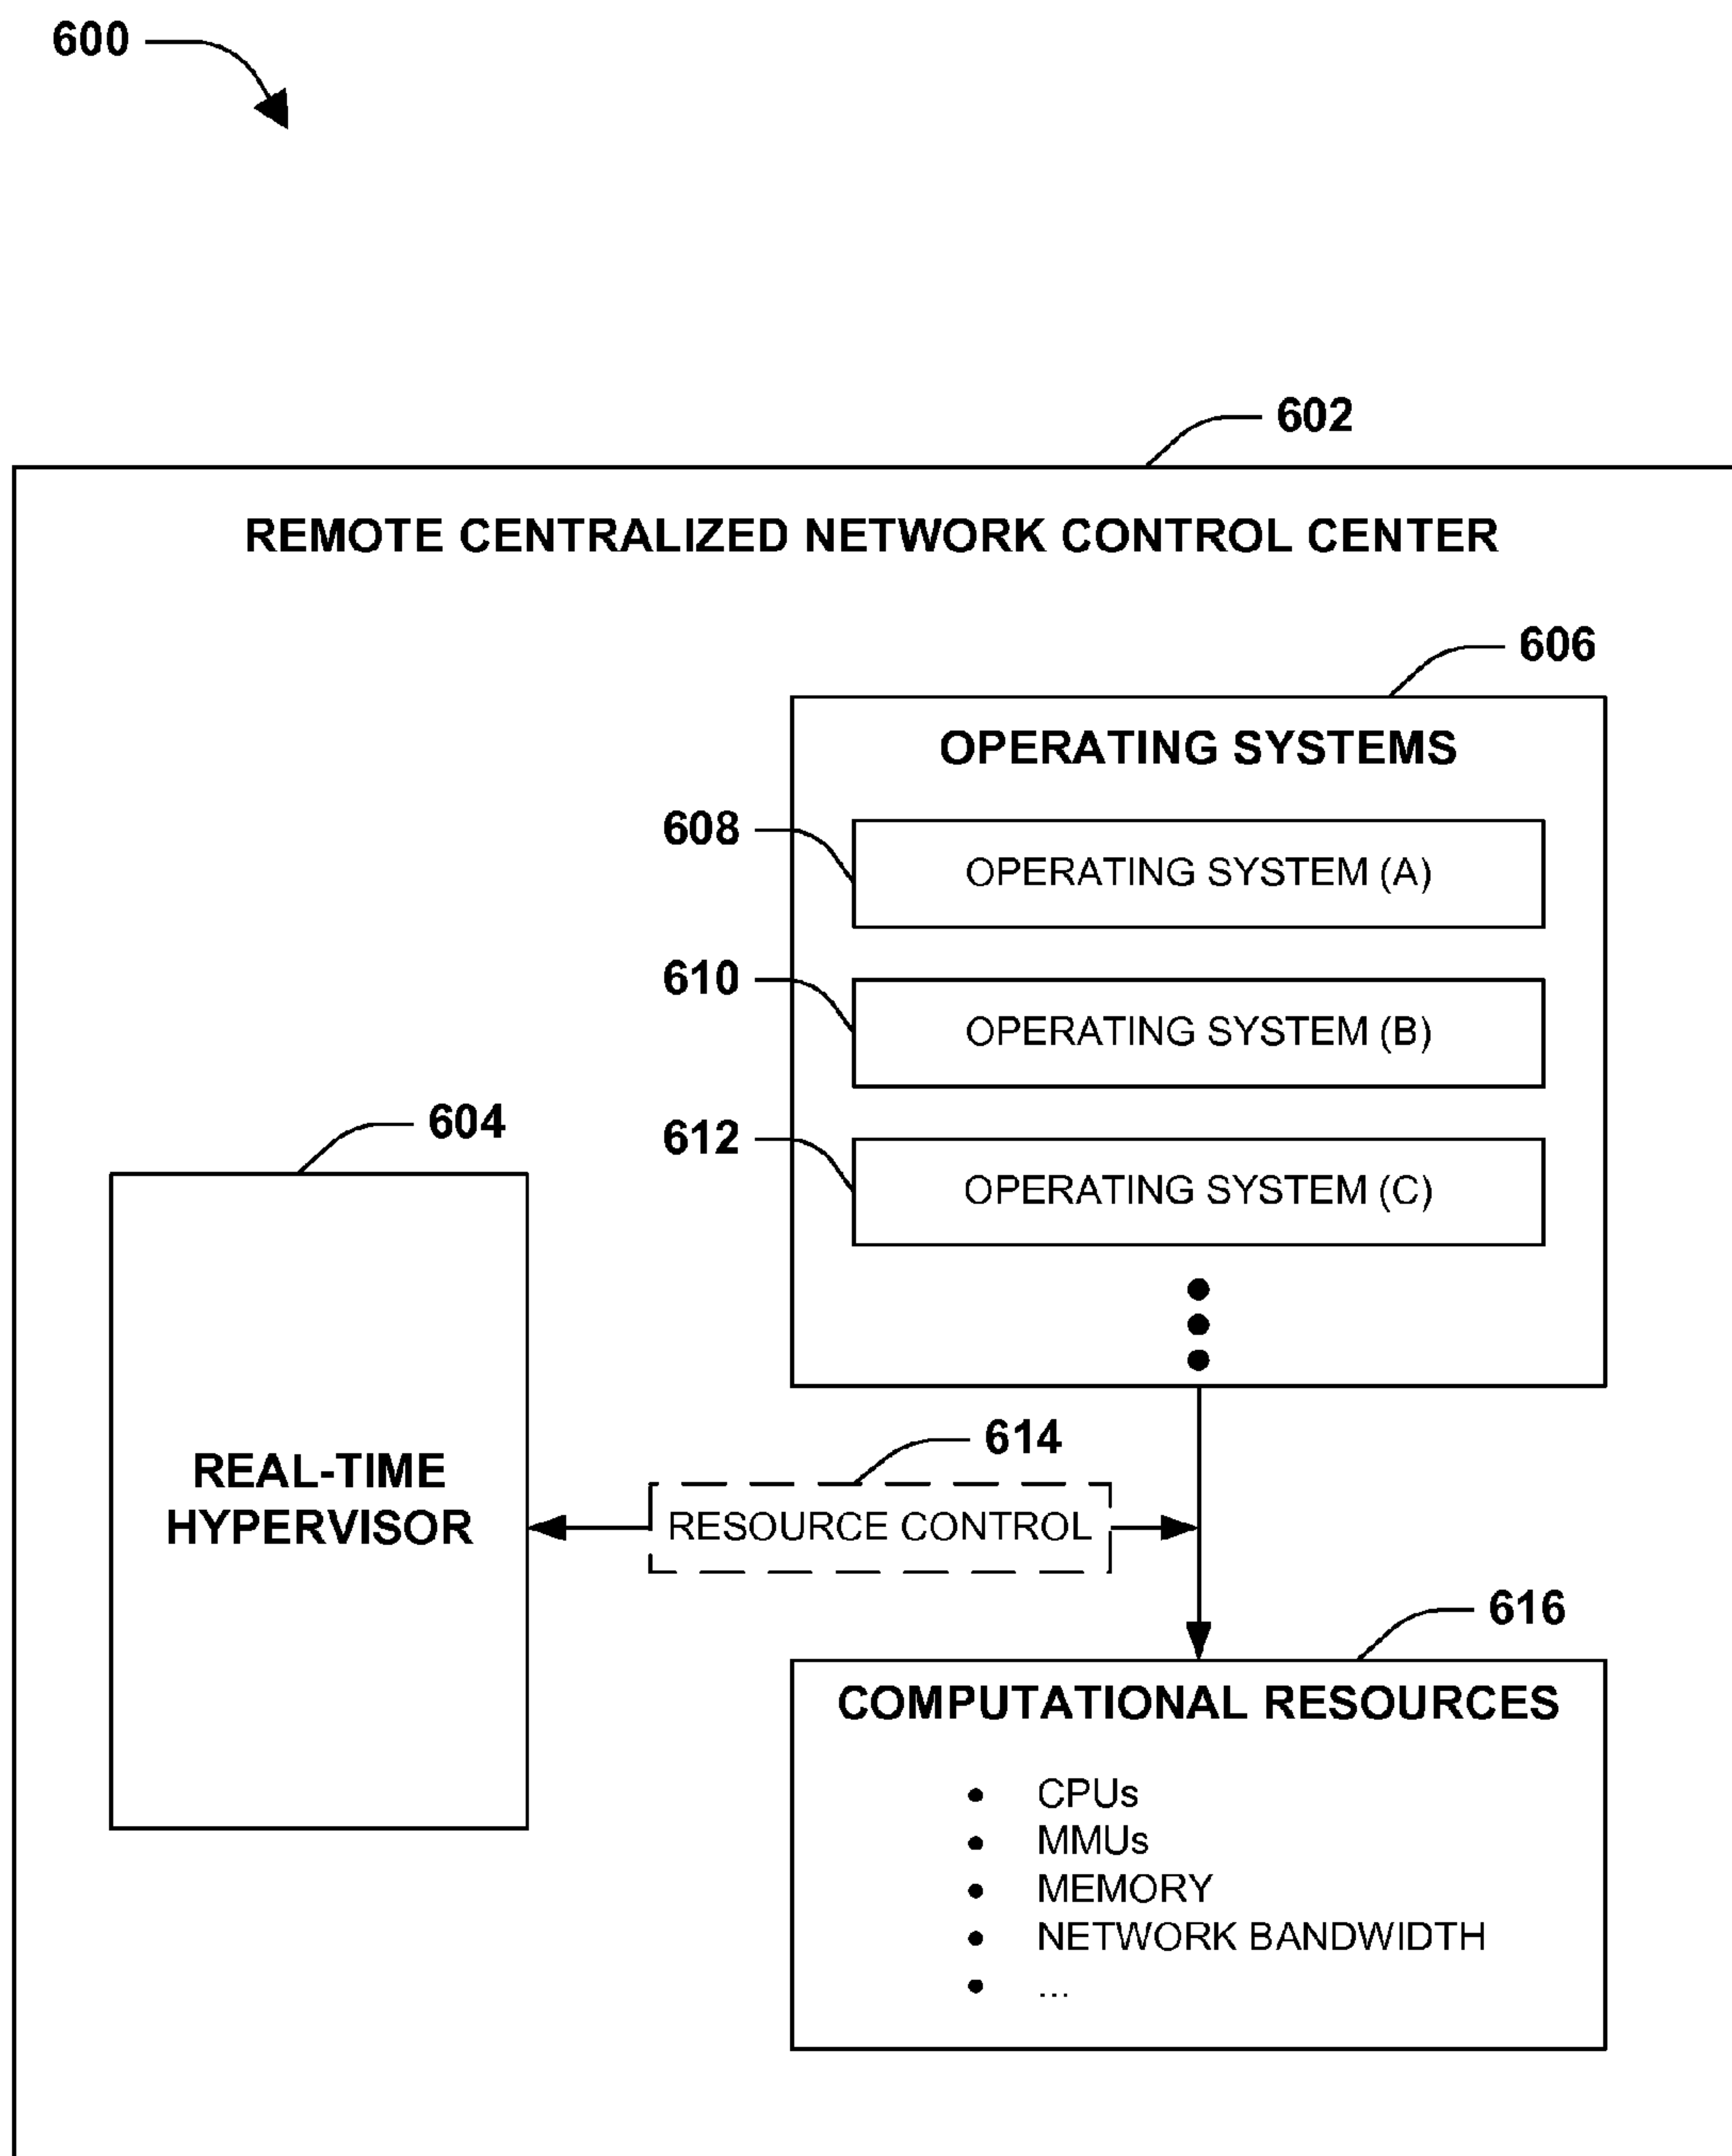 600
602
REMOTE CENTRALIZED NETWORK CONTROL CENTER
606
OPERATING SYSTEMS
608
OPERATING SYSTEM (A)
610
OPERATING SYSTEM (B)
604
612
OPERATING SYSTEM (C)
REAL-TIME
HYPERVISOR
614
RESOURCE CONTROL
616
COMPUTATIONAL RESOURCES
• CPUs
• MMUs
• MEMORY
• NETWORK BANDWIDTH
• ...